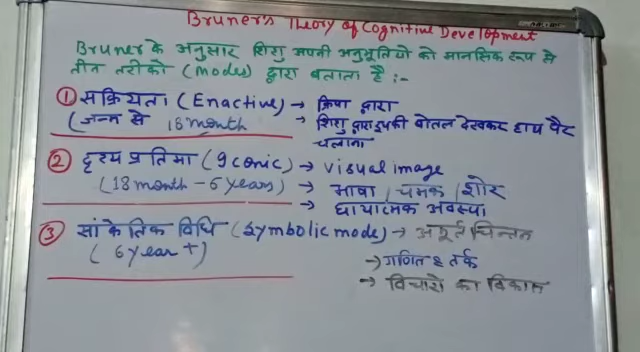 Bruner's Theory of Cognitive Development
Bruner के अनुसार शिशु अपनी अनुभूतियों को मानसिक रूप से
तीन तरीको (modes) द्वारा बताता है :-
① सक्रियता (Enactive) → क्रिया द्वारा
(जन्म से 18 month → शिशु द्वारा दूधकी बोतल देखकर हाथ पैर
चलाना
② दृश्य प्रतिमा (Iconic) → visual image
(18 month - 6 years) → भाषा / चमक / शोर
→ छायात्मक अवस्था
③ सांकेतिक विधि (Symbolic mode) → अमूर्त चिन्तन
(6 year +) → गणित व तर्क
→ विचारो का विकास